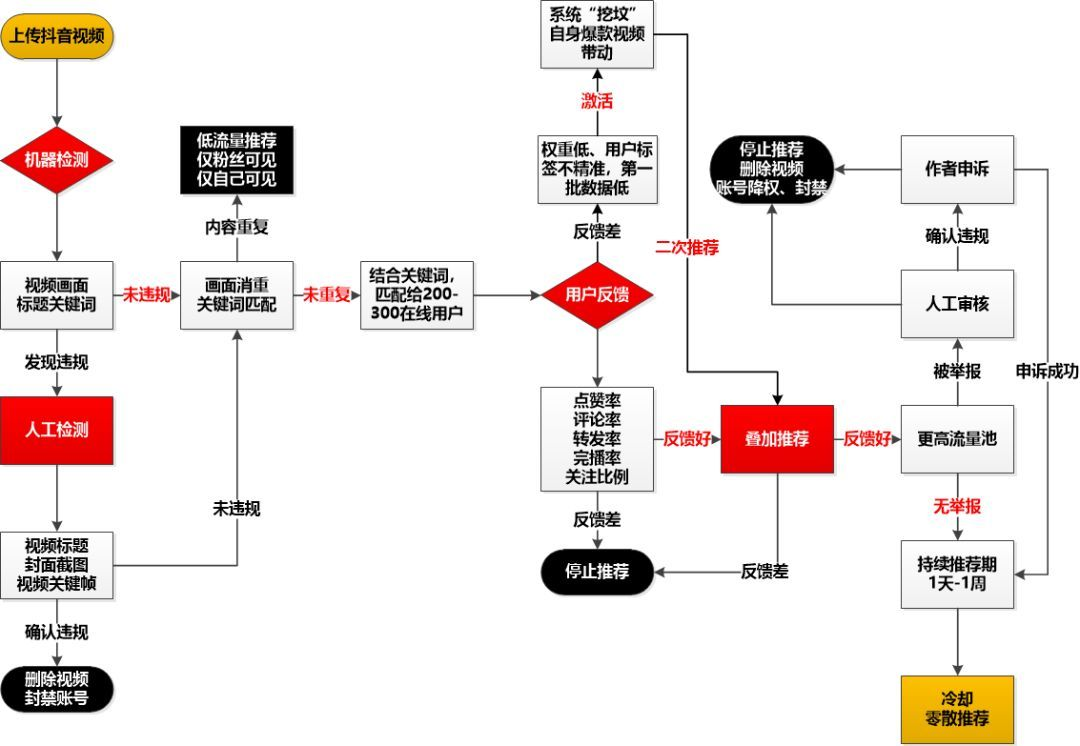 上传抖音视频
机器检测
视频画面
标题关键词
发现违规
人工检测
视频标题
封面截图
视频关键帧
确认违规
删除视频
封禁账号
未违规
未违规
低流量推荐
仅粉丝可见
仅自己可见
内容重复
画面消重
关键词匹配
未重复
结合关键词，
匹配给200-
300在线用户
系统“挖坟”
自身爆款视频
带动
激活
权重低、用户标
签不精准，第一
批数据低
反馈差
用户反馈
点赞率
评论率
转发率
完播率
关注比例
反馈差
停止推荐
二次推荐
反馈好
叠加推荐
反馈差
反馈好
停止推荐
删除视频
账号降权、封禁
作者申诉
确认违规
人工审核
被举报
更高流量池
申诉成功
无举报
持续推荐期
1天-1周
冷却
零散推荐